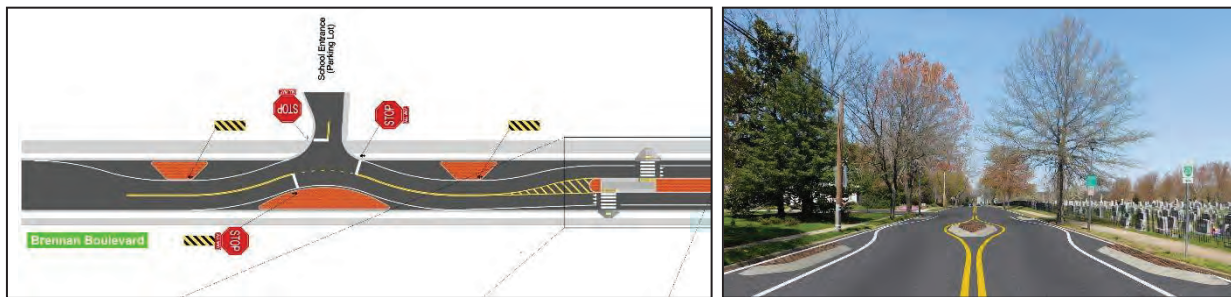 School Entrance
(Parking Lot)
STOP
STOP
STOP
Brennan Boulevard